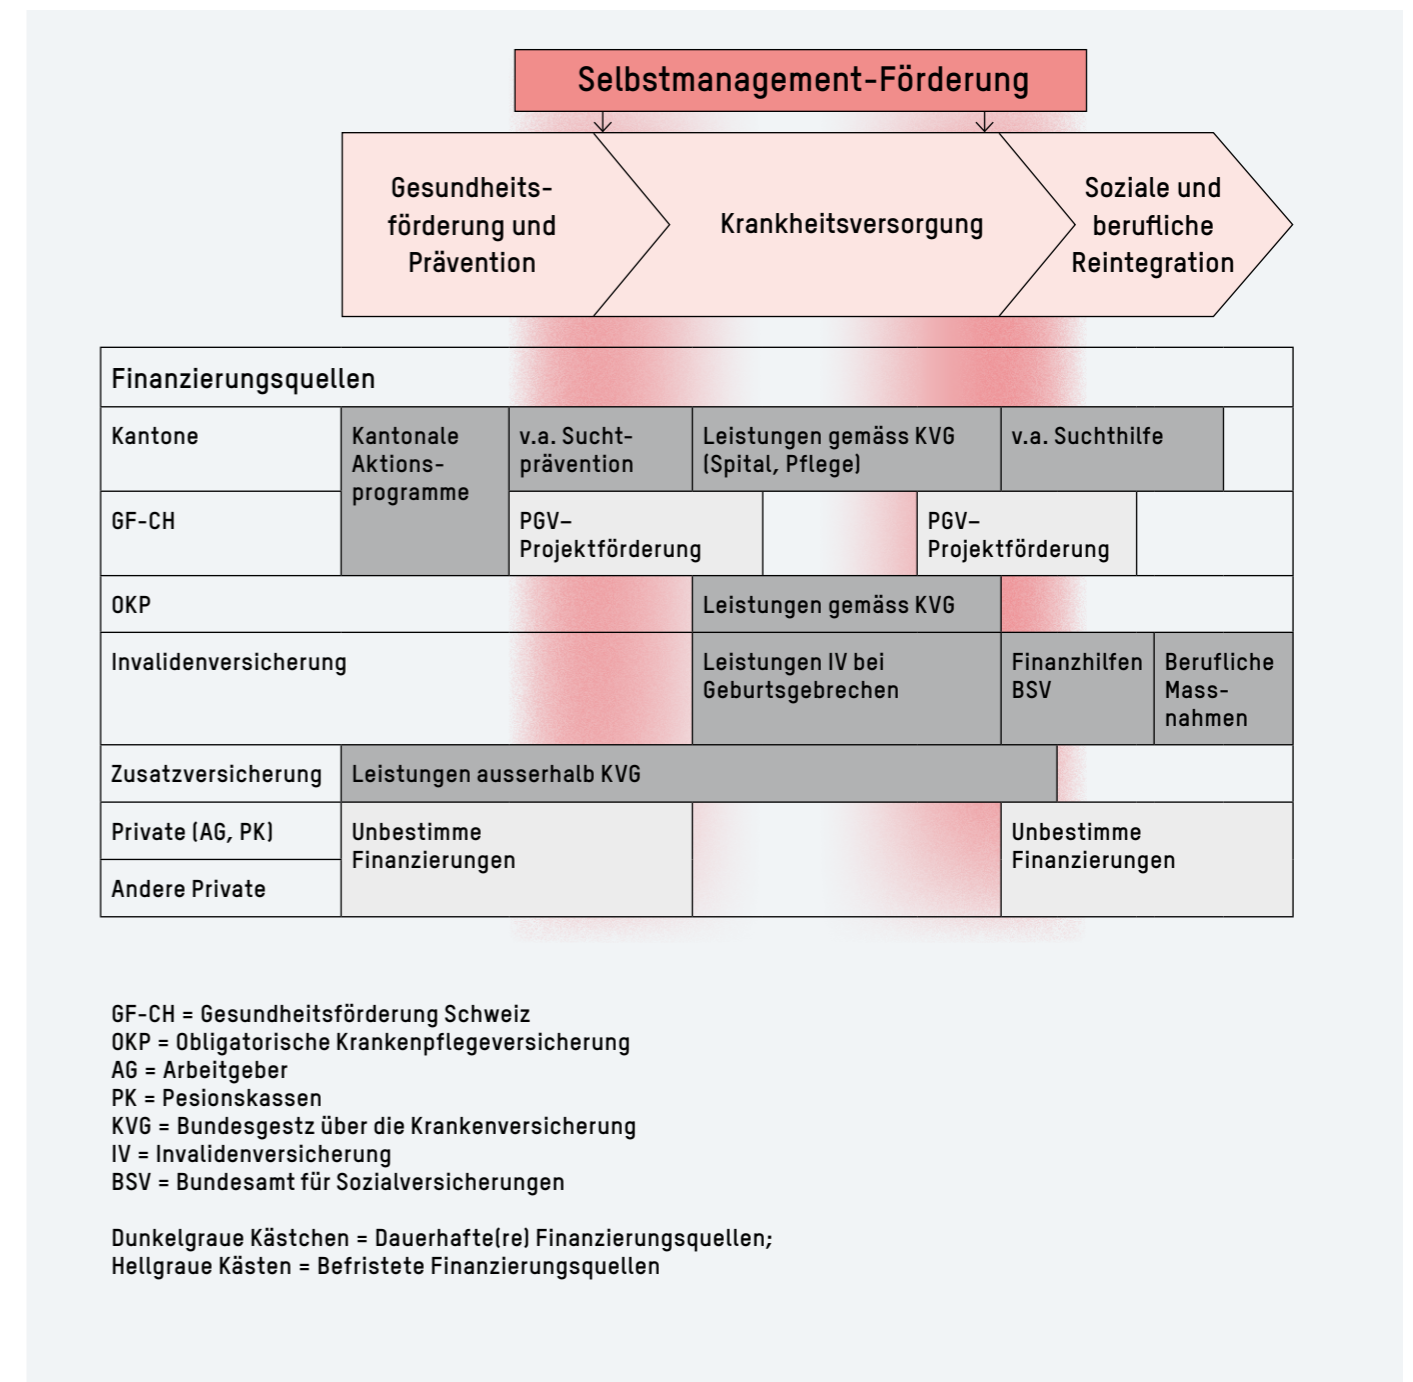 Selbstmanagement-Förderung
Gesundheits-
förderung und
Prävention
Krankheitsversorgung
Soziale und
berufliche
Reintegration
Finanzierungsquellen
Kantone
Kantonale
Aktions-
programme
v.a. Sucht-
prävention
Leistungen gemäss KVG
(Spital, Pflege)
v.a. Suchthilfe
GF-CH
PGV–
Projektförderung
PGV–
Projektförderung
OKP
Leistungen gemäss KVG
Invalidenversicherung
Leistungen IV bei
Geburtsgebrechen
Finanzhilfen
BSV
Berufliche
Mass-
nahmen
Zusatzversicherung
Leistungen ausserhalb KVG
Private (AG, PK)
Unbestimme
Finanzierungen
Unbestimme
Finanzierungen
Andere Private
GF-CH = Gesundheitsförderung Schweiz
OKP = Obligatorische Krankenpflegeversicherung
AG = Arbeitgeber
PK = Pesionskassen
KVG = Bundesgestz über die Krankenversicherung
IV = Invalidenversicherung
BSV = Bundesamt für Sozialversicherungen
Dunkelgraue Kästchen = Dauerhafte(re) Finanzierungsquellen;
Hellgraue Kästen = Befristete Finanzierungsquellen